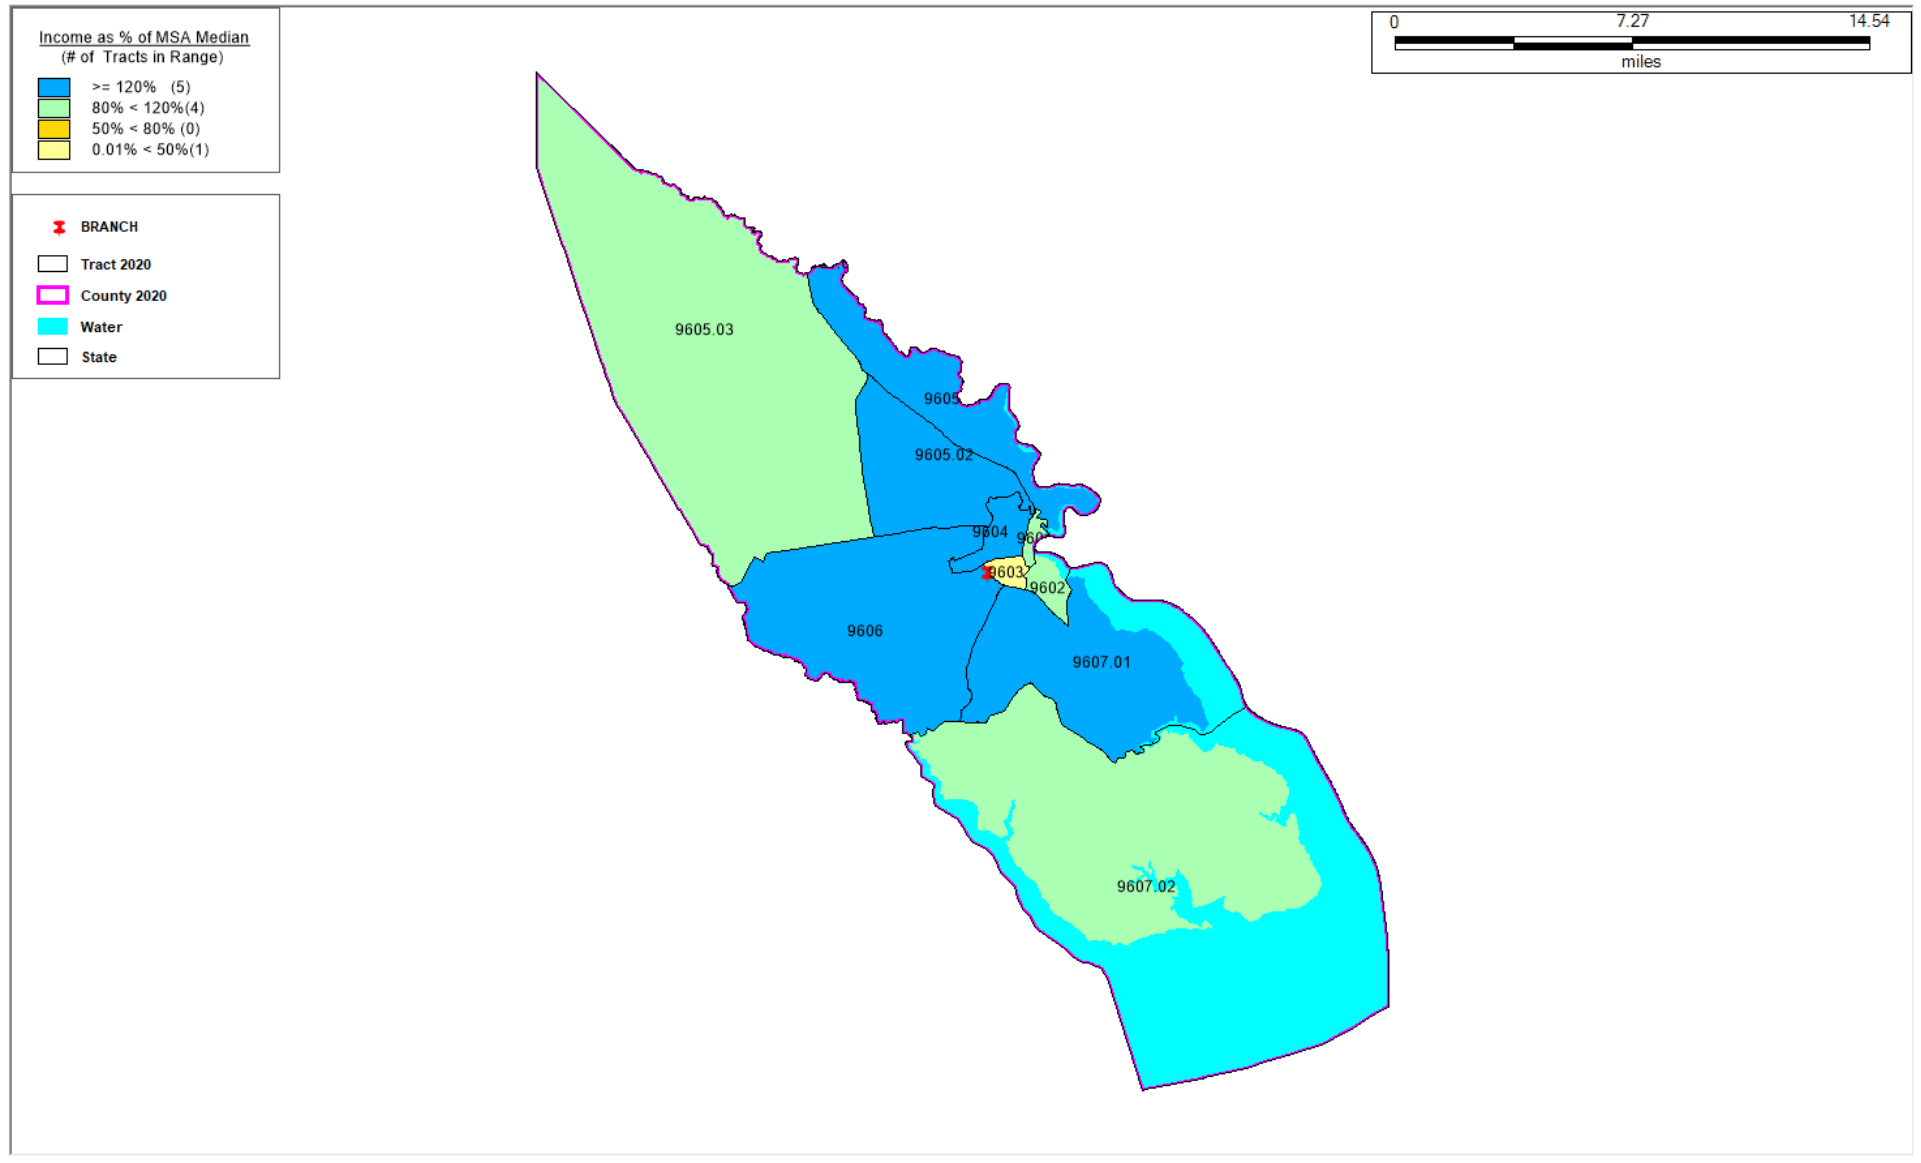 Income as % of MSA Median
(# of Tracts in Range)
>= 120% (5)
80% < 120%(4)
50% < 80% (0)
0.01% < 50%(1)
BRANCH
Tract 2020
County 2020
Water
State
0 7.27 14.54
miles
9605.03
9605
9605.02
9604
960
9603
9602
9606
9607.01
9607.02